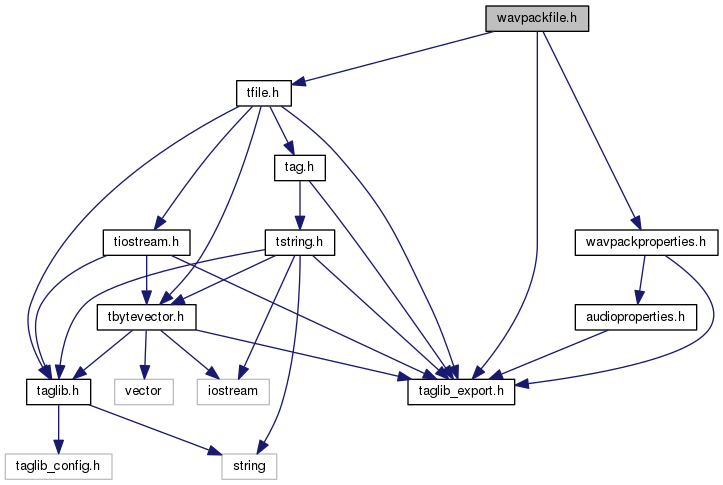 wavpackfile.h
tfile.h
tag.h
tiostream.h
tstring.h
wavpackproperties.h
tbytevector.h
audioproperties.h
taglib.h
vector
iostream
taglib_export.h
taglib_config.h
string